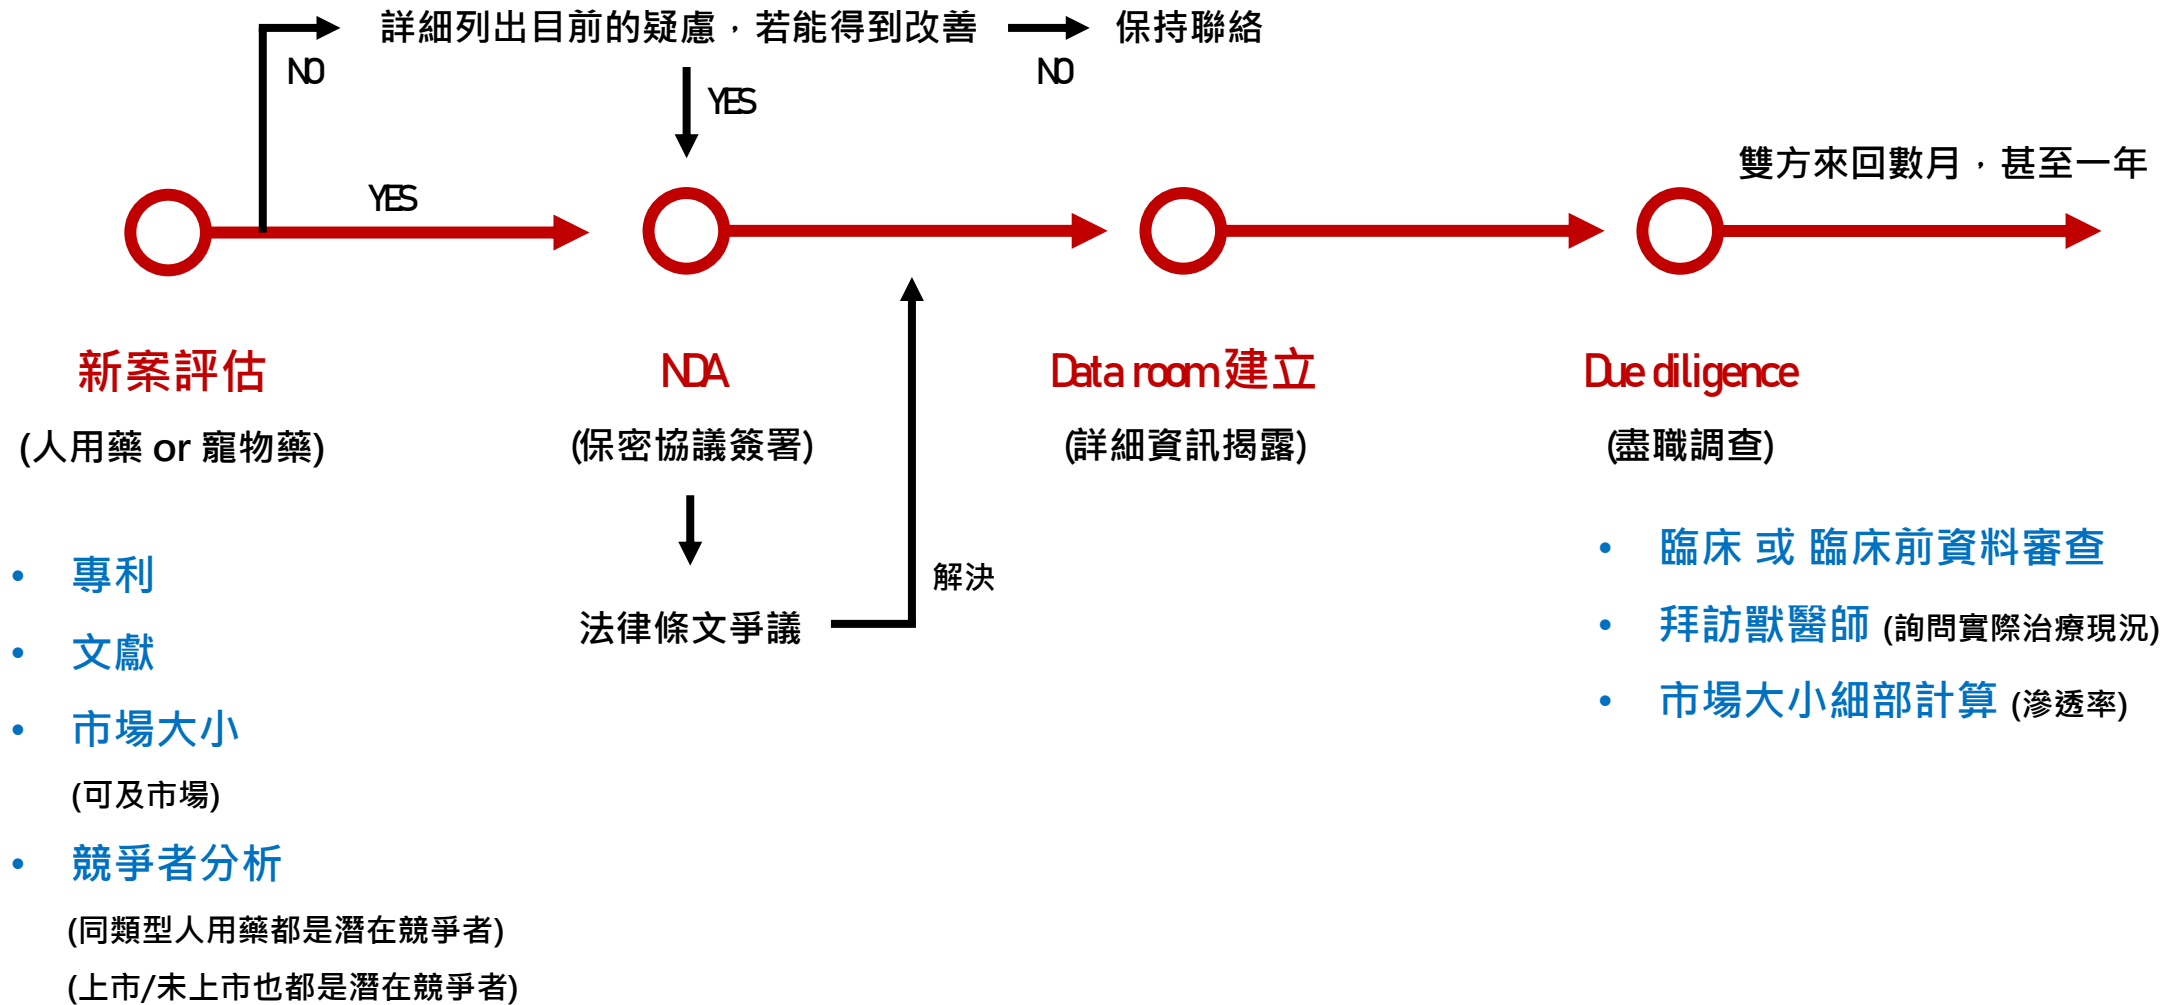 詳細列出目前的疑慮，若能得到改善
保持聯絡
NO
NO
YES
雙方來回數月，甚至一年
YES
新案評估
NDA
Data room 建立
Due diligence
(人用藥 or 寵物藥)
(保密協議簽署)
(詳細資訊揭露)
(盡職調查)
• 專利
• 文獻
• 市場大小
(可及市場)
• 競爭者分析
(同類型人用藥都是潛在競爭者)
(上市/未上市也都是潛在競爭者)
法律條文爭議
解決
• 臨床 或 臨床前資料審查
• 拜訪獸醫師 (詢問實際治療現況)
• 市場大小細部計算 (滲透率)